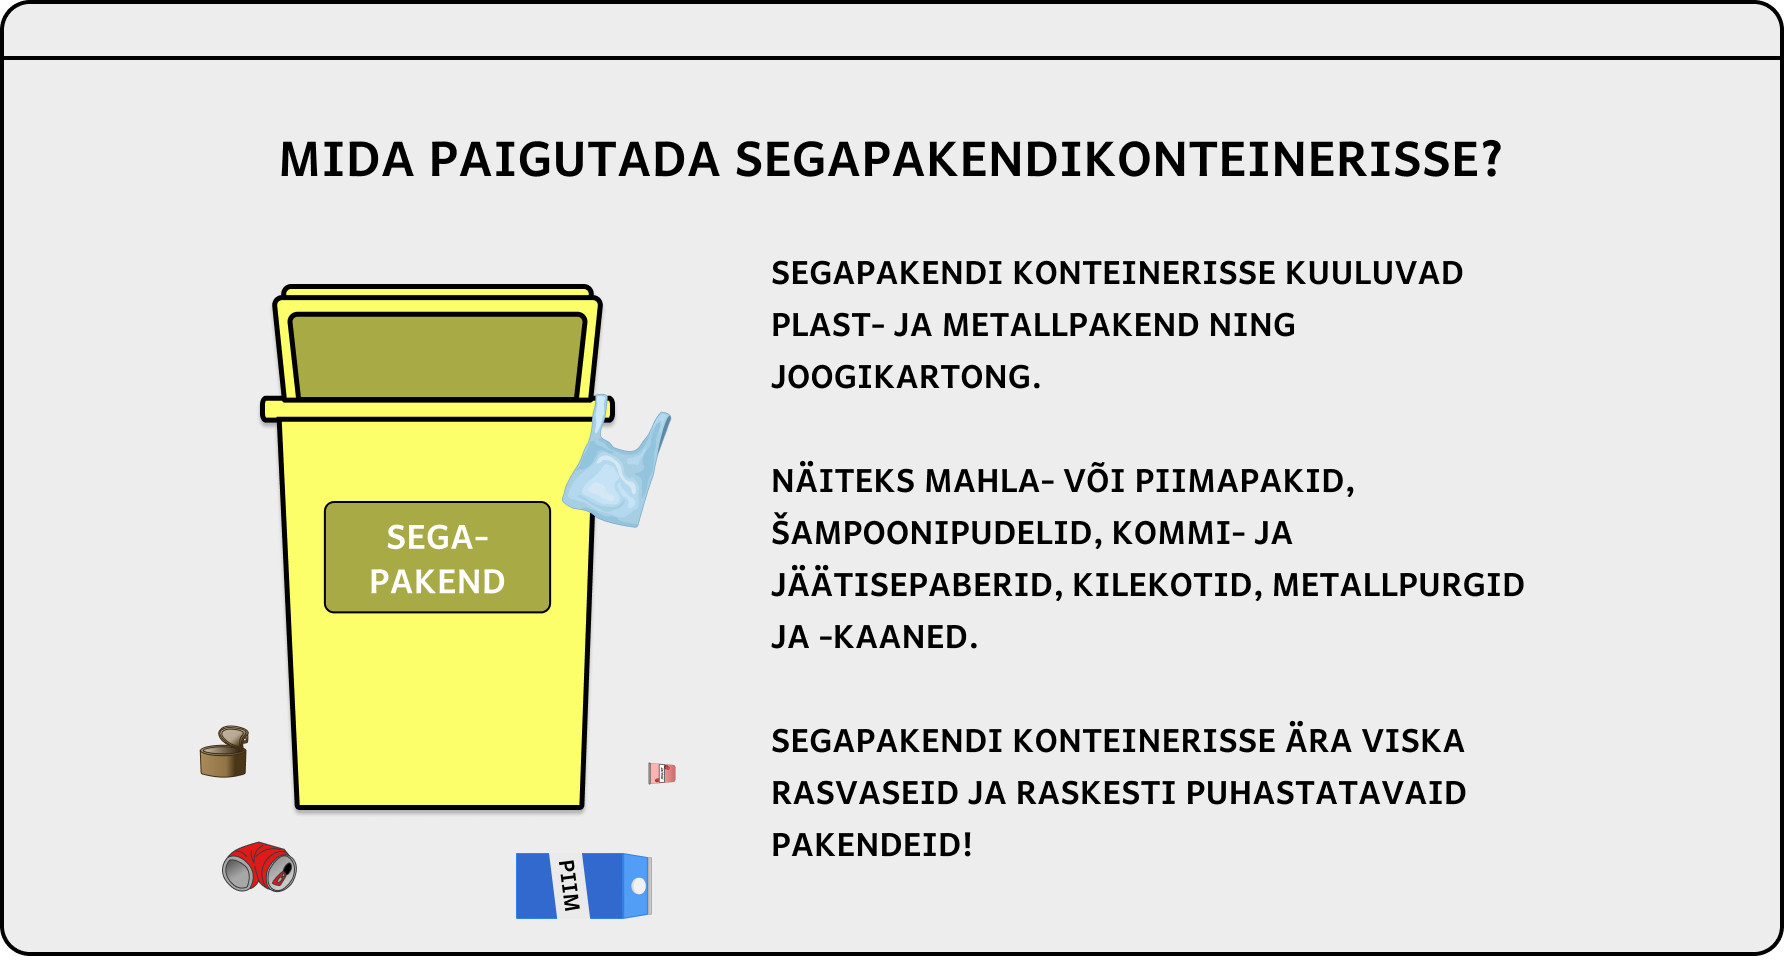 MIDA PAIGUTADA SEGAPAKENDIKONTEINERISSE?
SEGAPAKENDI KONTEINERISSE KUULUVAD
PLAST- JA METALLPAKEND NING
JOOGIKARTONG.
NÄITEKS MAHLA- VÕI PIIMAPAKID,
ŠAMPOONIPUDELID, KOMMI- JA
JÄÄTISEPABERID, KILEKOTID, METALLPURGID
JA -KAANED.
SEGAPAKENDI KONTEINERISSE ÄRA VISKA
RASVASEID JA RASKESTI PUHASTATAVAID
PAKENDEID!
SEGA-
PAKEND
PIIM